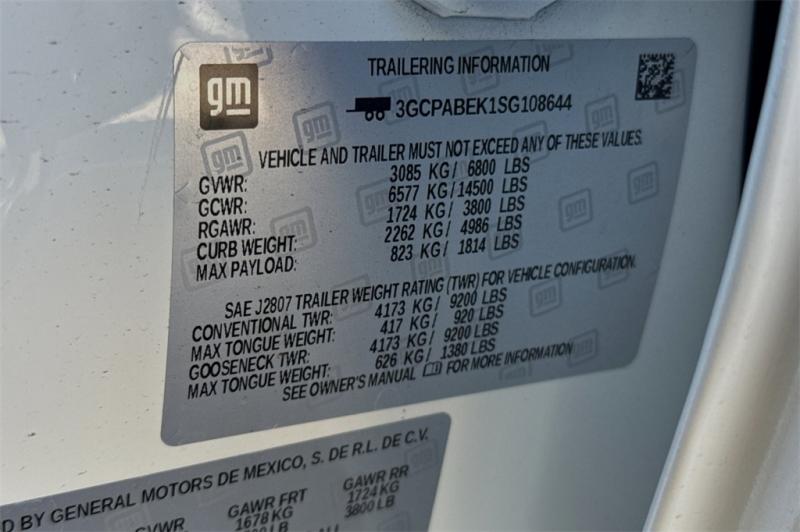 gm
TRAILERING INFORMATION
3GCPABEK1SG108644
VEHICLE AND TRAILER MUST NOT EXCEED ANY OF THESE VALUES.
GVWR: 3085 KG/ 6800 LBS
GCWR: 6577 KG/14500 LBS
RGAWR: 1724 KG/ 3800 LBS
CURB WEIGHT: 2262 KG/ 4986 LBS
MAX PAYLOAD: 823 KG/ 1814 LBS
SAE J2807 TRAILER WEIGHT RATING (TWR) FOR VEHICLE CONFIGURATION.
CONVENTIONAL TWR: 4173 KG/ 9200 LBS
MAX TONGUE WEIGHT: 417 KG/ 920 LBS
GOOSENECK TWR: 4173 KG/ 9200 LBS
MAX TONGUE WEIGHT: 626 KG/ 1380 LBS
SEE OWNER'S MANUAL FOR MORE INFORMATION
D BY GENERAL MOTORS DE MEXICO, S. DE R.L. DE C.V.
GVWR GAWR FRT GAWR RR
1678 KG 1724 KG
LB 3800 LB